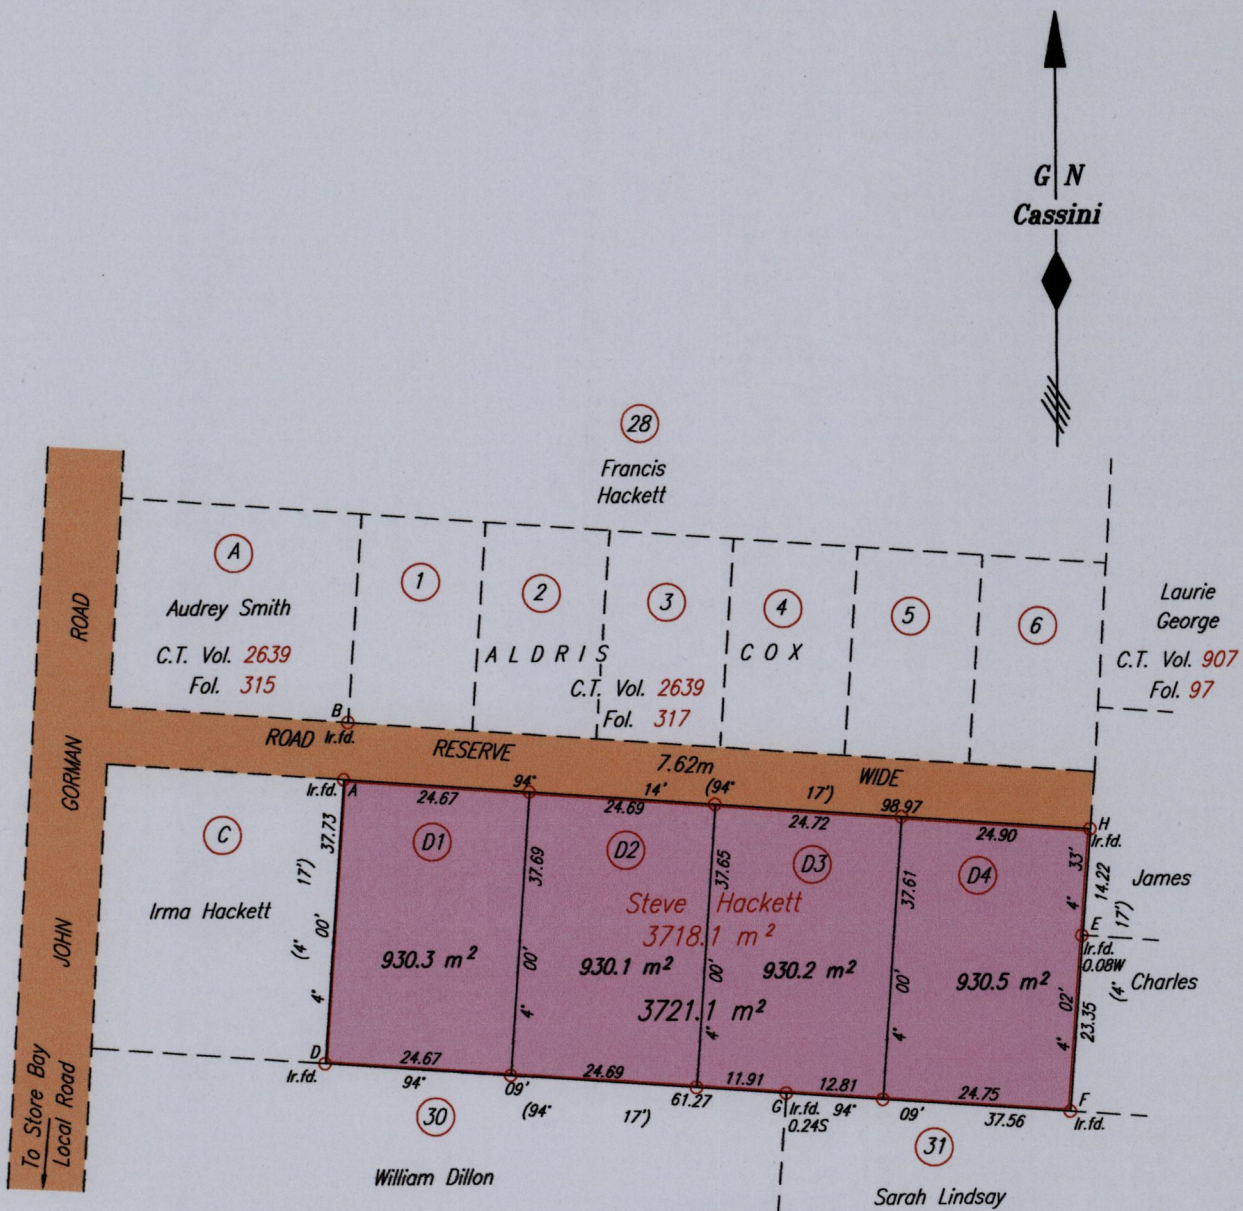 G N
Cassini
28
Francis
Hackett
A
Audrey Smith
C.T. Vol. 2639
Fol. 315
1
2
3
4
5
6
ALDRIS COX
C.T. Vol. 2639
Fol. 317
Laurie
George
C.T. Vol. 907
Fol. 97
JOHN GORMAN ROAD
To Store Bay
Local Road
B
Ir.fd.
ROAD RESERVE 7.62m WIDE
94° 14' (94° 17') 98.97
Ir.fd. A
24.67
24.69
24.72
24.90
H
Ir.fd.
C
Irma Hackett
37.73
4° 00' (4° 17')
D1
930.3 m²
37.69
4° 00'
D2
930.1 m²
37.65
4° 00'
D3
930.2 m²
37.61
4° 00'
D4
930.5 m²
Steve Hackett
3718.1 m²
3721.1 m²
4° 33'
14.22
James
E
Ir.fd.
0.08W
(4° 17')
Charles
4° 02'
23.35
F
Ir.fd.
D
Ir.fd.
24.67
24.69
11.91
12.81
24.75
94° 09' (94° 17') 61.27
G
Ir.fd.
0.24S
94° 09' 37.56
30
William Dillon
31
Sarah Lindsay